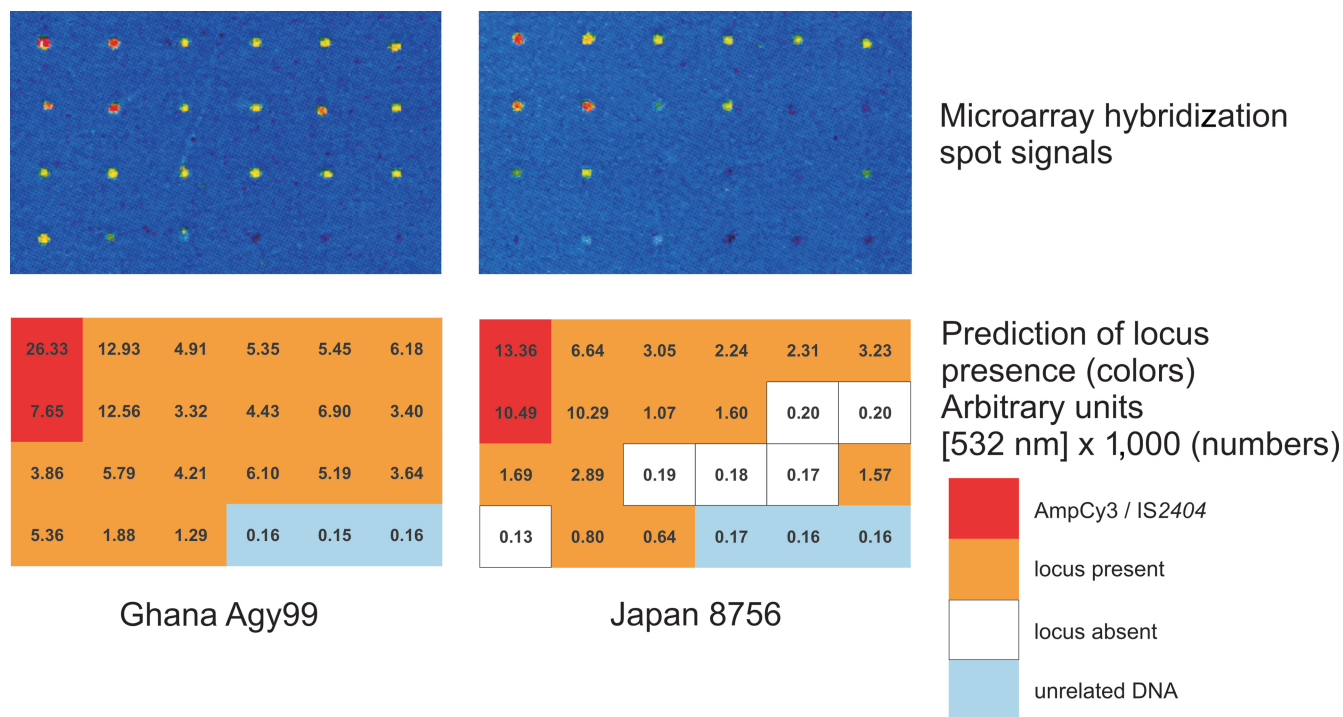 Microarray hybridization
spot signals
26.33 12.93 4.91 5.35 5.45 6.18
7.65 12.56 3.32 4.43 6.90 3.40
3.86 5.79 4.21 6.10 5.19 3.64
5.36 1.88 1.29 0.16 0.15 0.16
Ghana Agy99
13.36 6.64 3.05 2.24 2.31 3.23
10.49 10.29 1.07 1.60 0.20 0.20
1.69 2.89 0.19 0.18 0.17 1.57
0.13 0.80 0.64 0.17 0.16 0.16
Japan 8756
Prediction of locus
presence (colors)
Arbitrary units
[532 nm] x 1,000 (numbers)
AmpCy3 / IS2404
locus present
locus absent
unrelated DNA